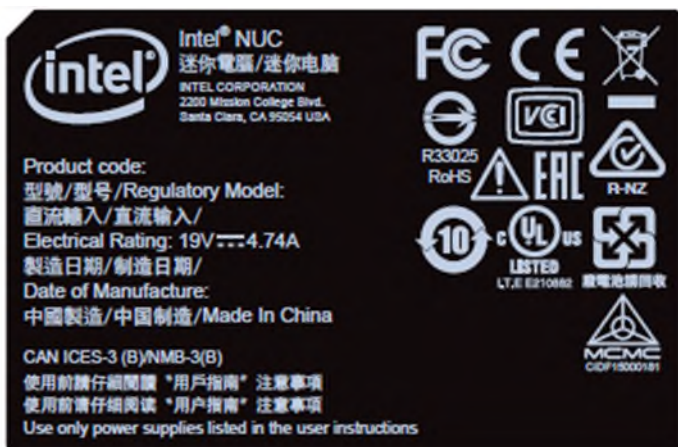 intel
Intel® NUC
迷你電腦/迷你电脑
INTEL CORPORATION
2200 Mission College Blvd.
Santa Clara, CA 95054 USA
Product code:
型號/型号/Regulatory Model:
直流輸入/直流输入/
Electrical Rating: 19V⎓4.74A
製造日期/制造日期/
Date of Manufacture:
中國製造/中国制造/Made In China
CAN ICES-3 (B)/NMB-3(B)
使用前請仔細閱讀“用戶指南”注意事項
使用前请仔细阅读“用户指南”注意事项
Use only power supplies listed in the user instructions
FC CE
VCI
R33025
RoHS
EAC
R-NZ
10
C UL US
LISTED
I.T.E E210882
廢電池請回收
MCMC
CIDF15000181